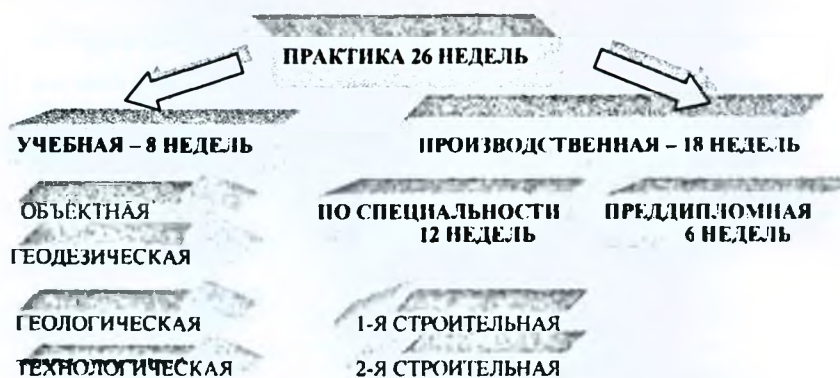 ПРАКТИКА 26 НЕДЕЛЬ
УЧЕБНАЯ – 8 НЕДЕЛЬ
ПРОИЗВОДСТВЕННАЯ – 18 НЕДЕЛЬ
ОБЪЕКТНАЯ
ГЕОДЕЗИЧЕСКАЯ
ГЕОЛОГИЧЕСКАЯ
ТЕХНОЛОГИЧЕСКАЯ
ПО СПЕЦИАЛЬНОСТИ
12 НЕДЕЛЬ
1-Я СТРОИТЕЛЬНАЯ
2-Я СТРОИТЕЛЬНАЯ
ПРЕДДИПЛОМНАЯ
6 НЕДЕЛЬ